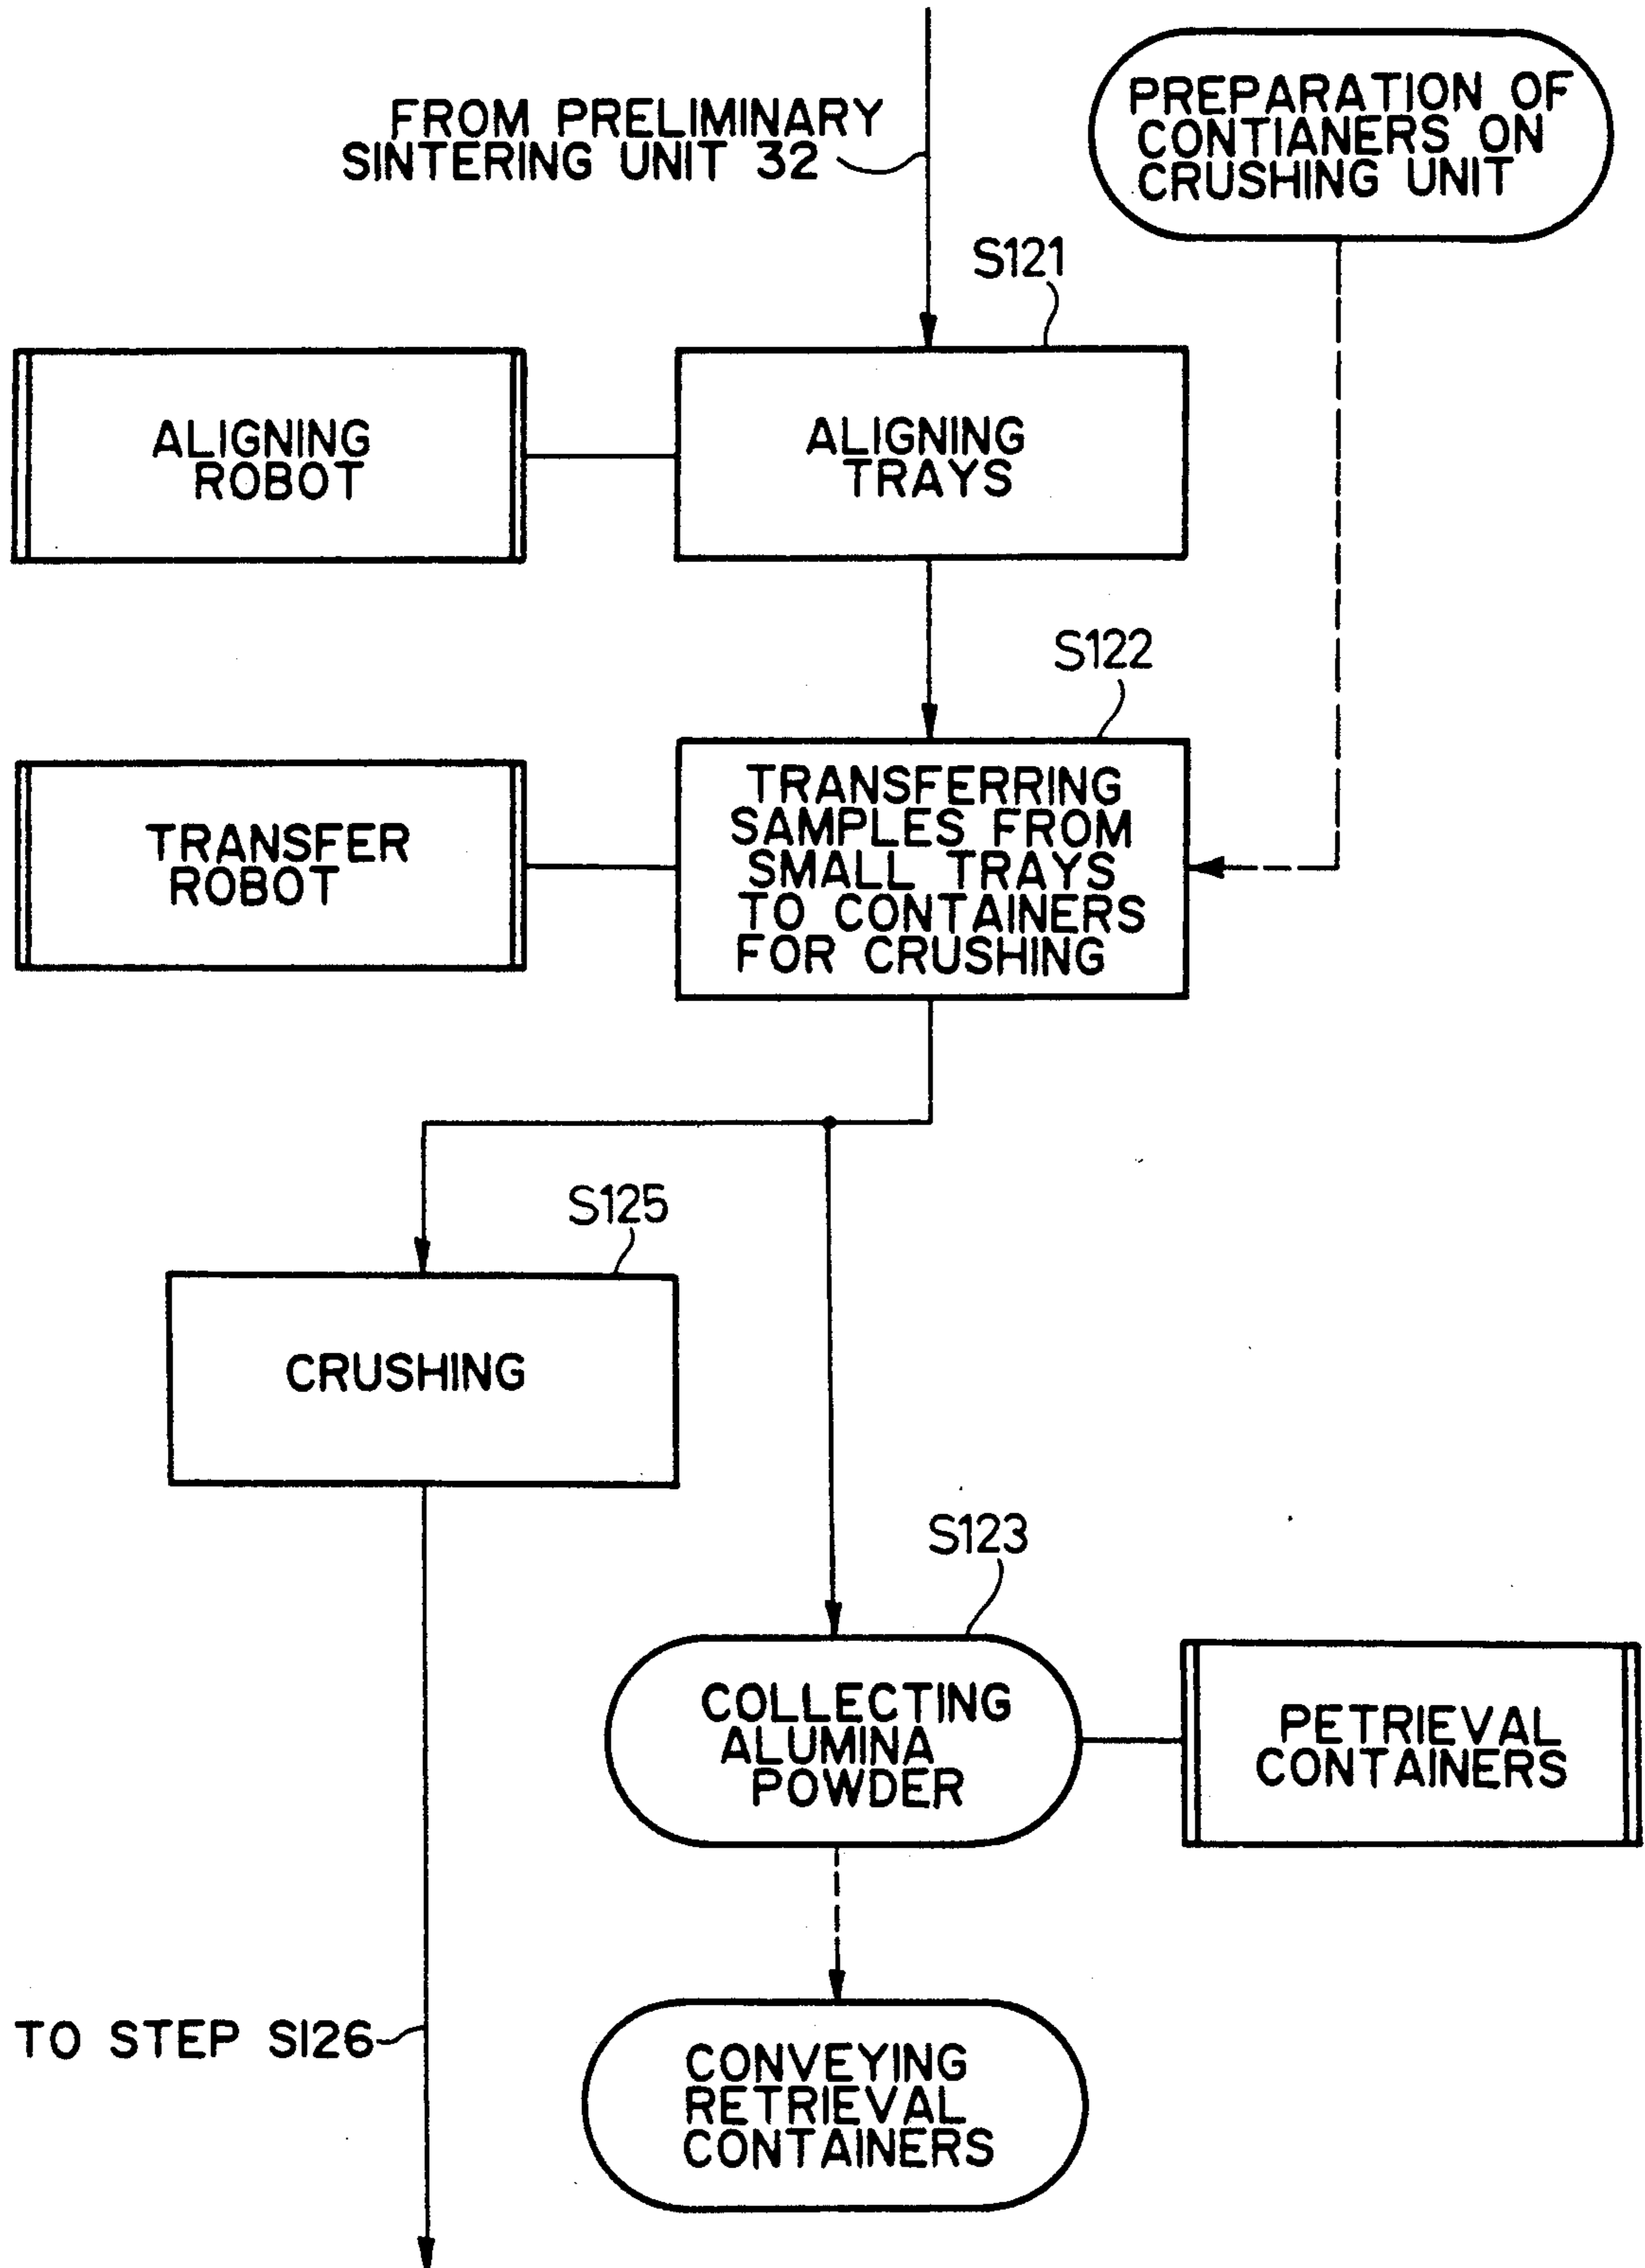 FROM PRELIMINARY
SINTERING UNIT 32
PREPARATION OF
CONTIANERS ON
CRUSHING UNIT
S121
ALIGNING
ROBOT
ALIGNING
TRAYS
S122
TRANSFER
ROBOT
TRANSFERRING
SAMPLES FROM
SMALL TRAYS
TO CONTAINERS
FOR CRUSHING
S125
CRUSHING
S123
COLLECTING
ALUMINA
POWDER
PETRIEVAL
CONTAINERS
TO STEP S126
CONVEYING
RETRIEVAL
CONTAINERS